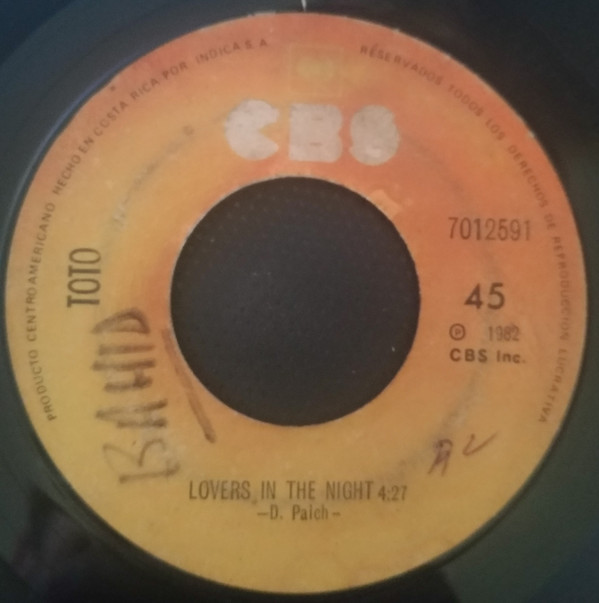 PRODUCTO CENTROAMERICANO HECHO EN COSTA RICA POR INDICA S.A.
RESERVADOS TODOS LOS DERECHOS DE REPRODUCCION LUCRATIVA
CBS
7012591
TOTO
45
Ⓟ 1982
CBS Inc.
LOVERS IN THE NIGHT 4:27
-D. Paich-